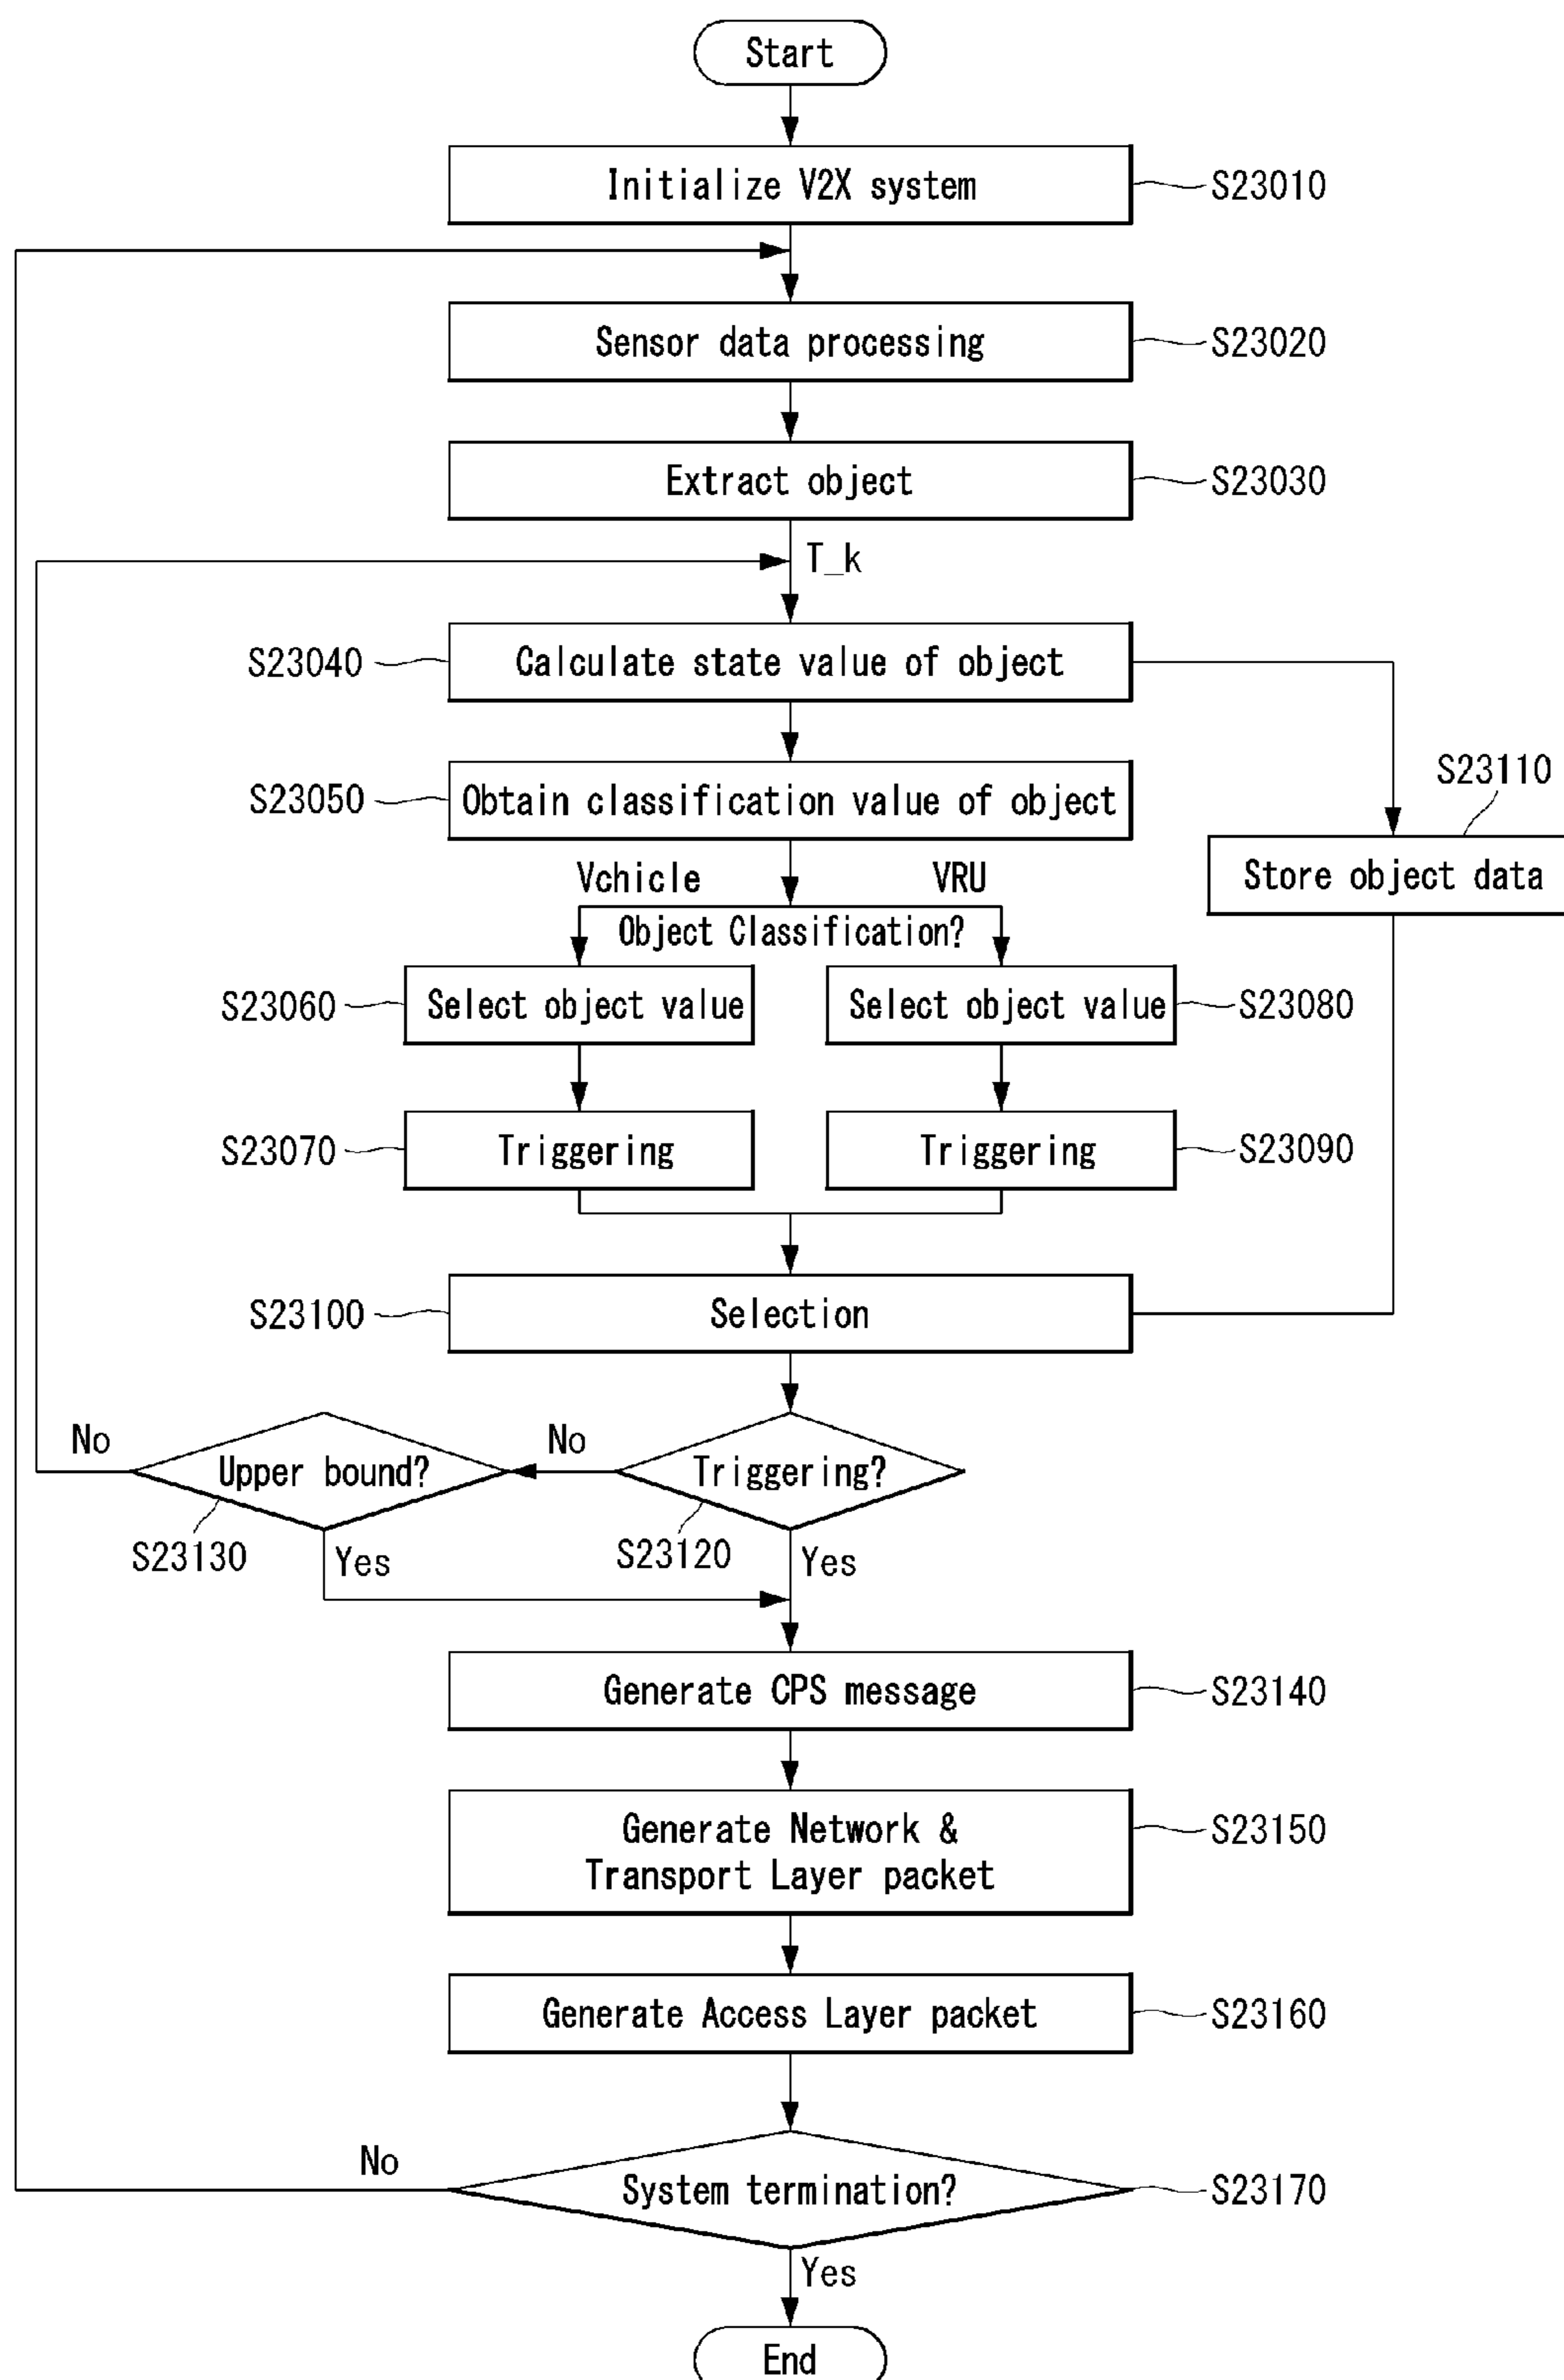 Start
Initialize V2X system
S23010
Sensor data processing
S23020
Extract object
S23030
T_k
S23040
Calculate state value of object
S23050
Obtain classification value of object
S23110
Store object data
Vchicle
VRU
Object Classification?
S23060
Select object value
Select object value
S23080
S23070
Triggering
Triggering
S23090
S23100
Selection
No
Upper bound?
No
Triggering?
S23130
Yes
S23120
Yes
Generate CPS message
S23140
Generate Network &
Transport Layer packet
S23150
Generate Access Layer packet
S23160
No
System termination?
S23170
Yes
End